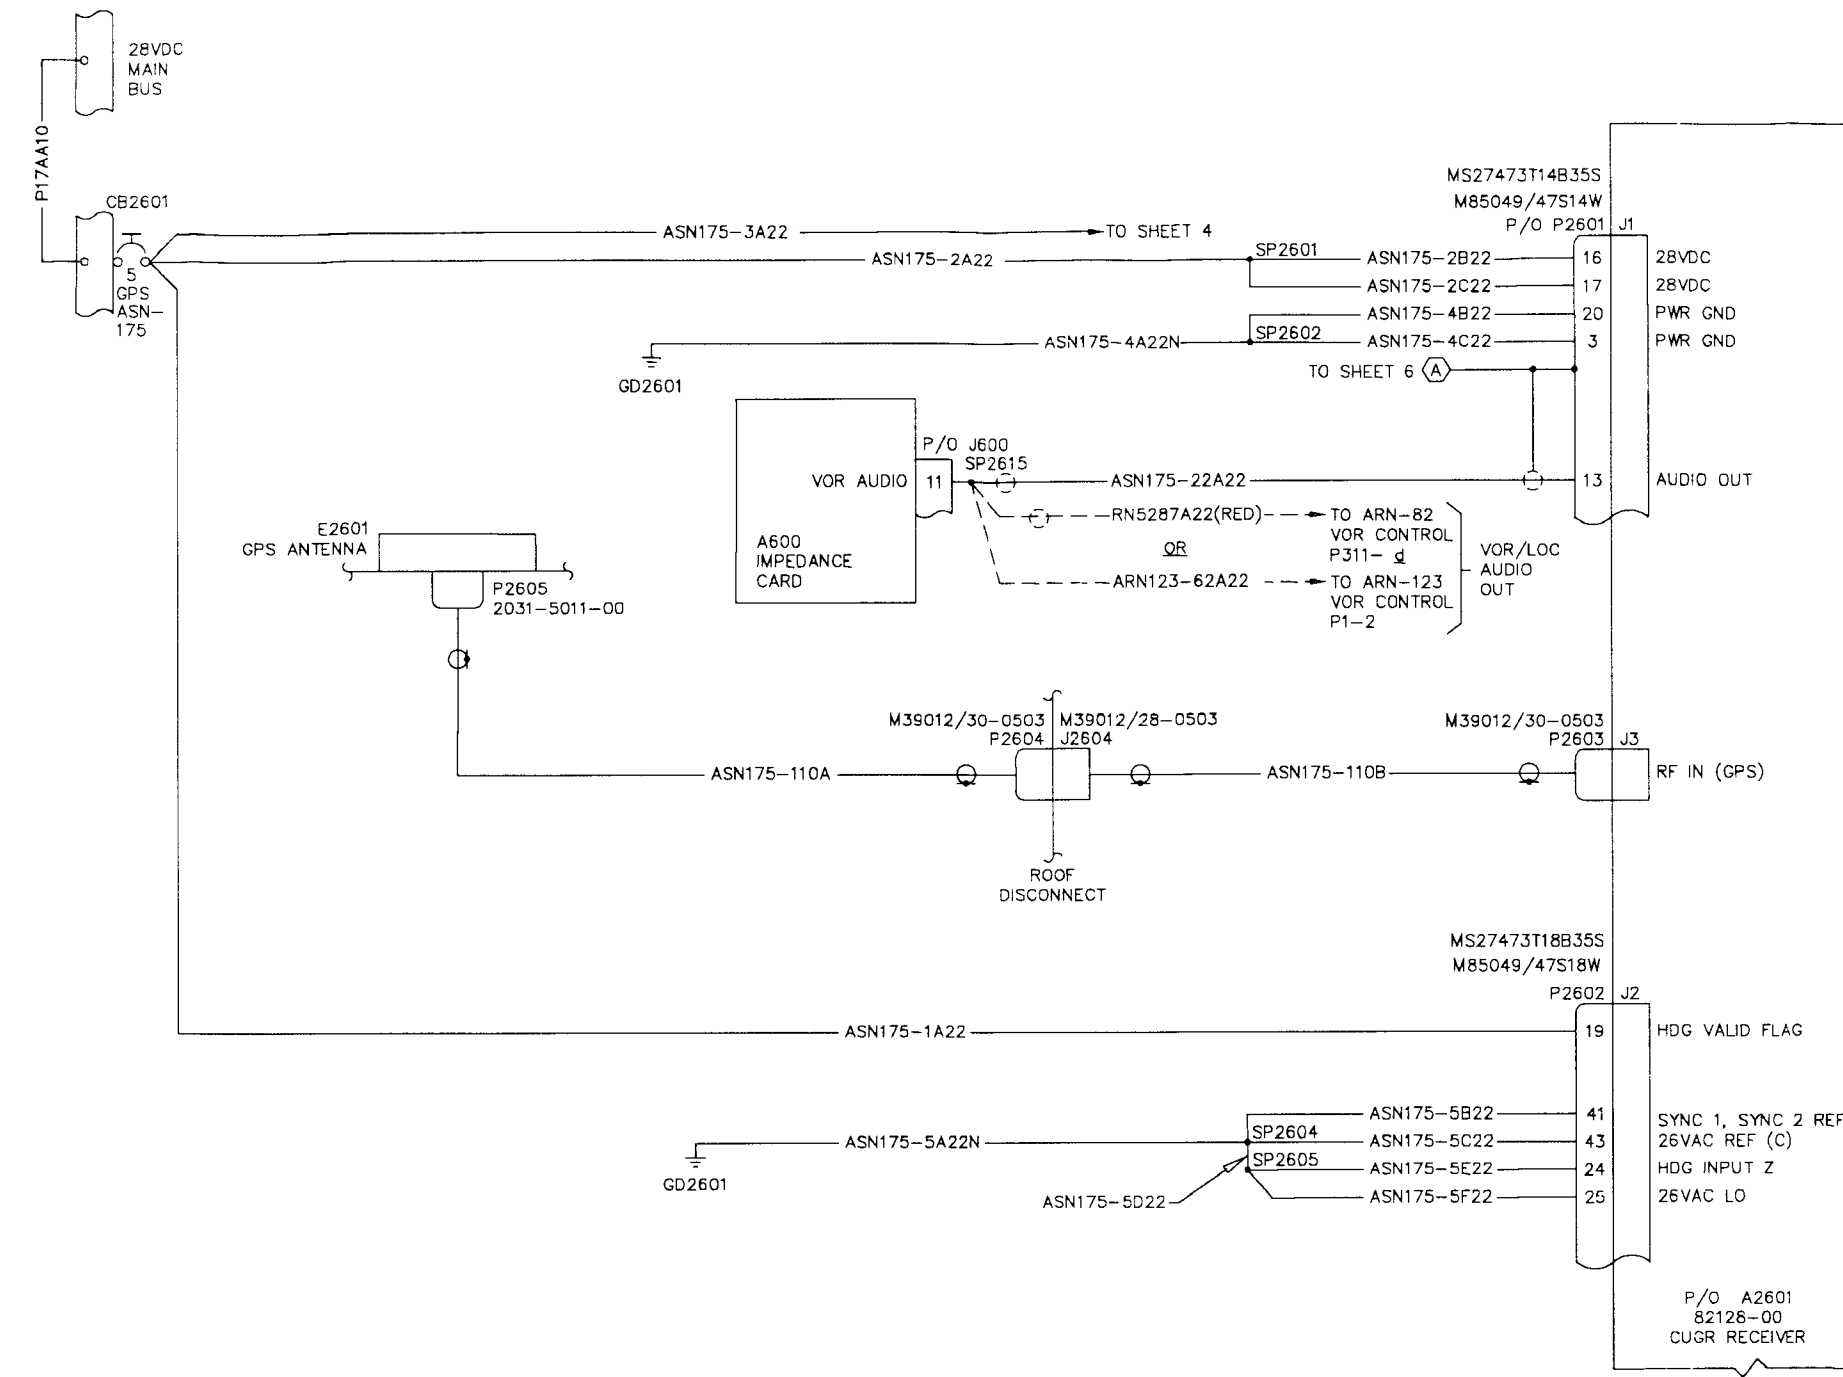 28VDC
MAIN
BUS
P17AA10
CB2601
5
GPS
ASN-
175
ASN175-3A22
TO SHEET 4
ASN175-2A22
MS27473T14B35S
M85049/47S14W
P/O P2601
J1
SP2601
ASN175-2B22
16
28VDC
ASN175-2C22
17
28VDC
ASN175-4B22
20
PWR GND
ASN175-4A22N
SP2602
ASN175-4C22
3
PWR GND
GD2601
TO SHEET 6
A
P/O J600
SP2615
VOR AUDIO
11
ASN175-22A22
13
AUDIO OUT
RN5287A22(RED)
TO ARN-82
VOR CONTROL
P311- d
OR
ARN123-62A22
TO ARN-123
VOR CONTROL
P1-2
VOR/LOC
AUDIO
OUT
A600
IMPEDANCE
CARD
E2601
GPS ANTENNA
P2605
2031-5011-00
M39012/30-0503
P2604
M39012/28-0503
J2604
M39012/30-0503
P2603
J3
ASN175-110A
ASN175-110B
RF IN (GPS)
ROOF
DISCONNECT
MS27473T18B35S
M85049/47S18W
P2602
J2
ASN175-1A22
19
HDG VALID FLAG
ASN175-5B22
41
SYNC 1, SYNC 2 REF
ASN175-5A22N
SP2604
ASN175-5C22
43
26VAC REF (C)
SP2605
ASN175-5E22
24
HDG INPUT Z
GD2601
ASN175-5D22
ASN175-5F22
25
26VAC LO
P/O A2601
82128-00
CUGR RECEIVER